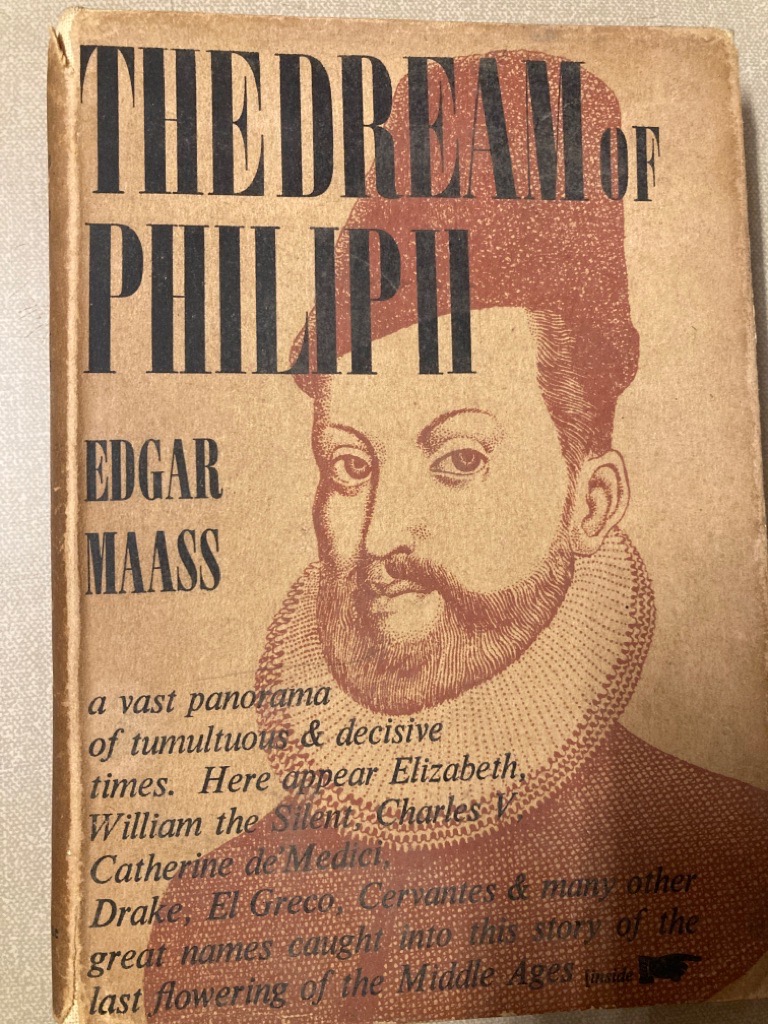 THE DREAM OF
PHILIP II
EDGAR
MAASS
a vast panorama
of tumultuous & decisive
times. Here appear Elizabeth,
William the Silent, Charles V,
Catherine de'Medici,
Drake, El Greco, Cervantes & many other
great names caught into this story of the
last flowering of the Middle Ages (inside